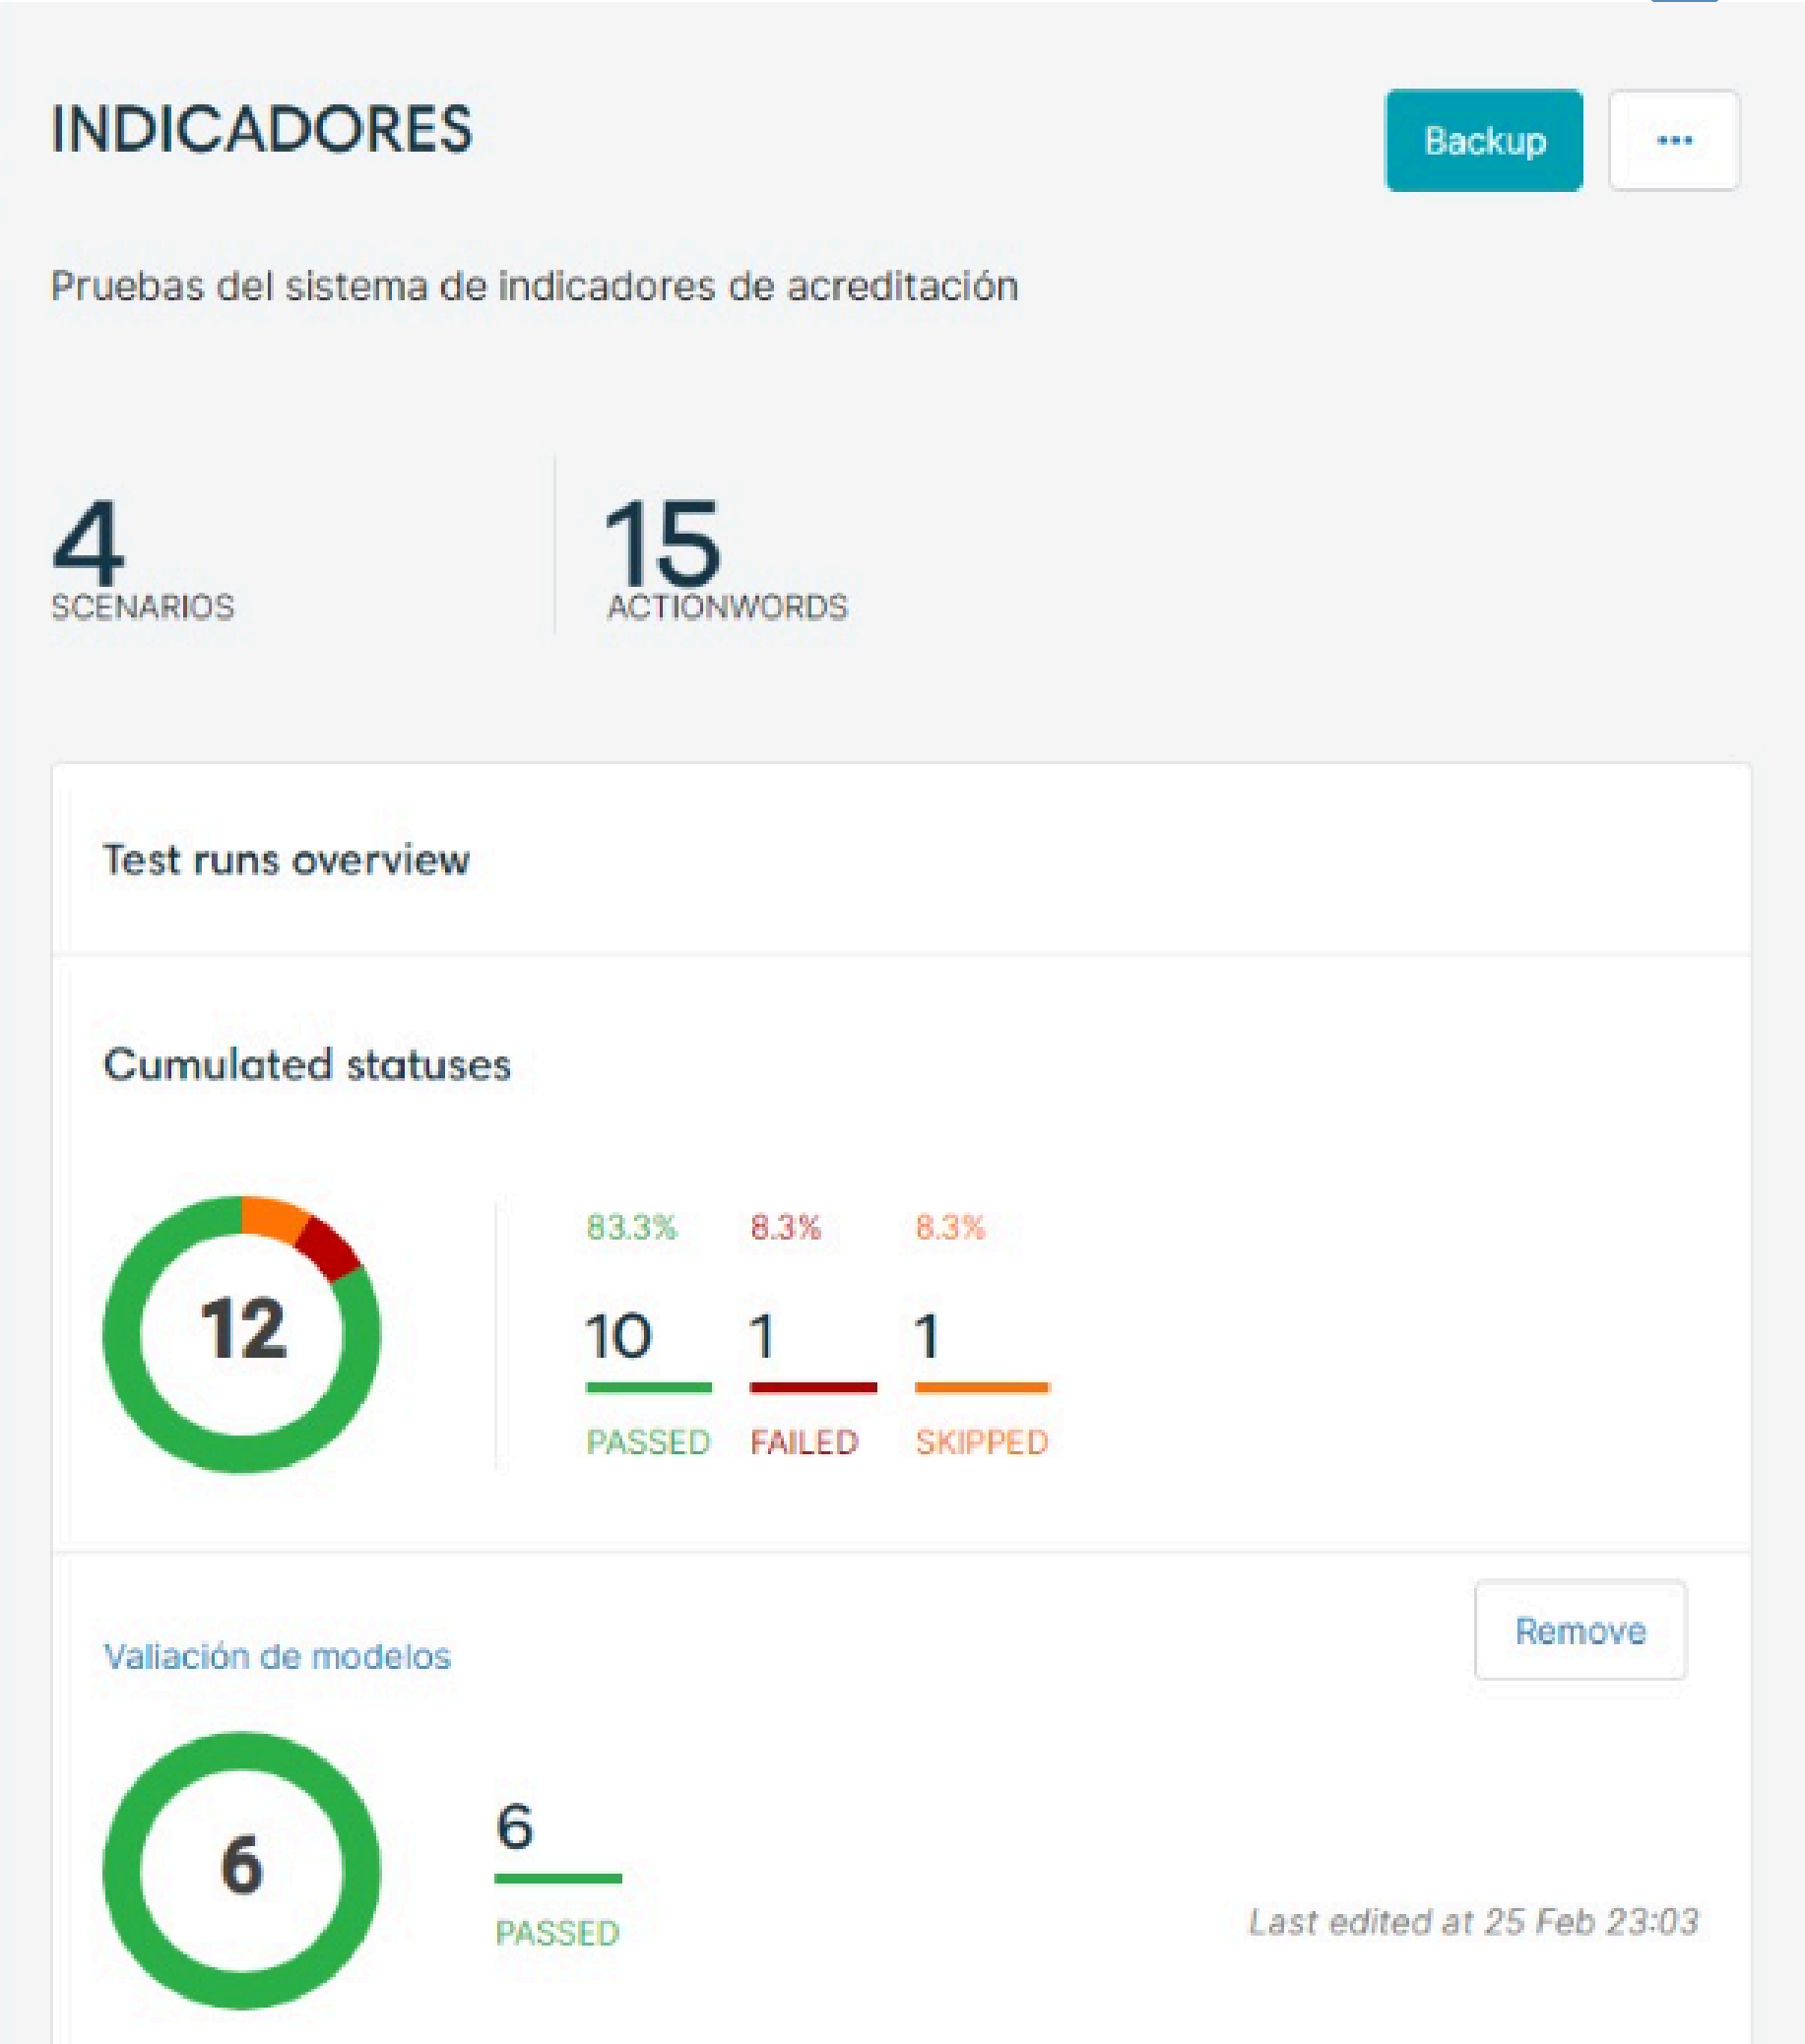 INDICADORES
Backup
...
Pruebas del sistema de indicadores de acreditación
4
SCENARIOS
15
ACTIONWORDS
Test runs overview
Cumulated statuses
12
83.3% 8.3% 8.3%
10 1 1
PASSED FAILED SKIPPED
Valiación de modelos
Remove
6
6
PASSED
Last edited at 25 Feb 23:03